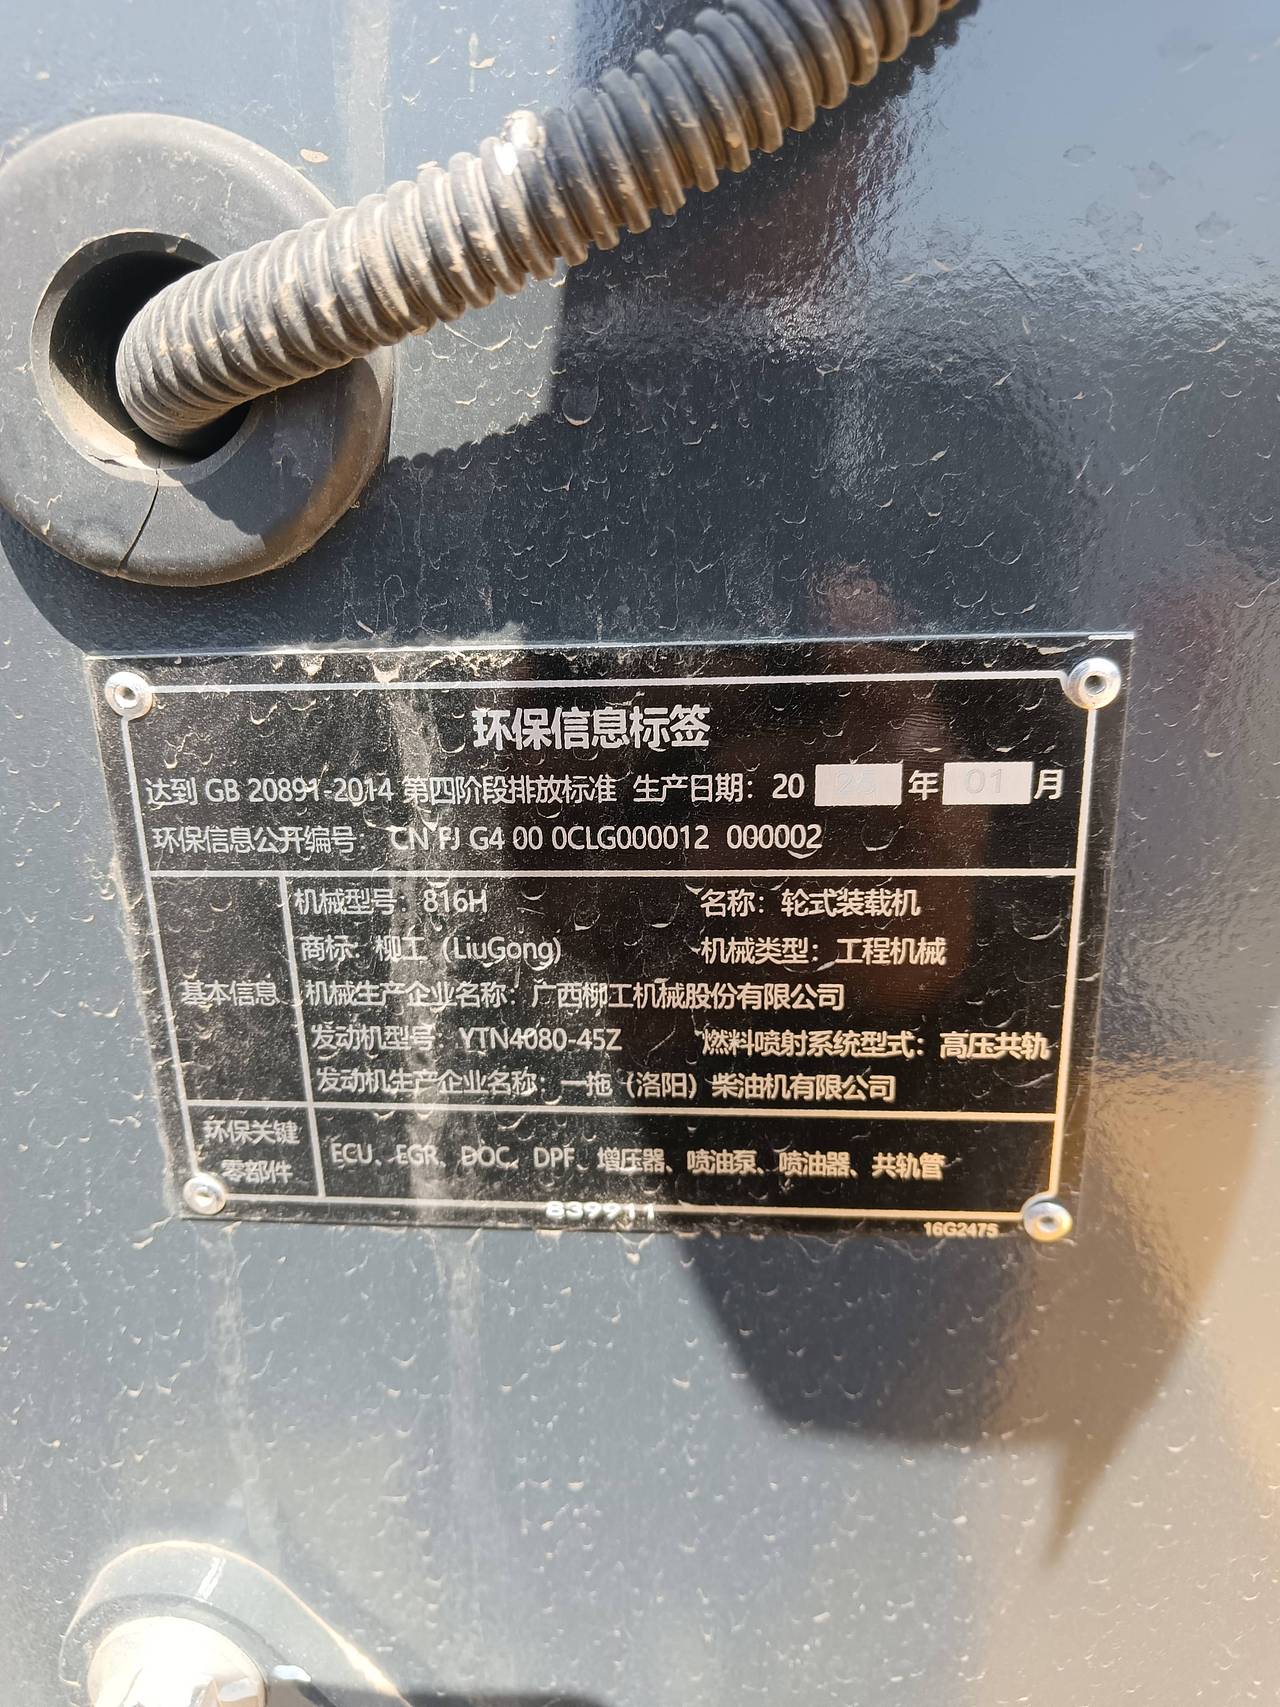 环保信息标签
达到 GB 20891-2014 第四阶段排放标准 生产日期：20 年 01 月
环保信息公开编号： CN FJ G4 00 0CLG000012 000002
机械型号：816H 名称：轮式装载机
商标：柳工（LiuGong） 机械类型：工程机械
基本信息 机械生产企业名称：广西柳工机械股份有限公司
发动机型号：YTN4080-45Z 燃料喷射系统型式：高压共轨
发动机生产企业名称：一拖（洛阳）柴油机有限公司
环保关键
零部件
ECU、EGR、DOC、DPF、增压器、喷油泵、喷油器、共轨管
839911
16G2475